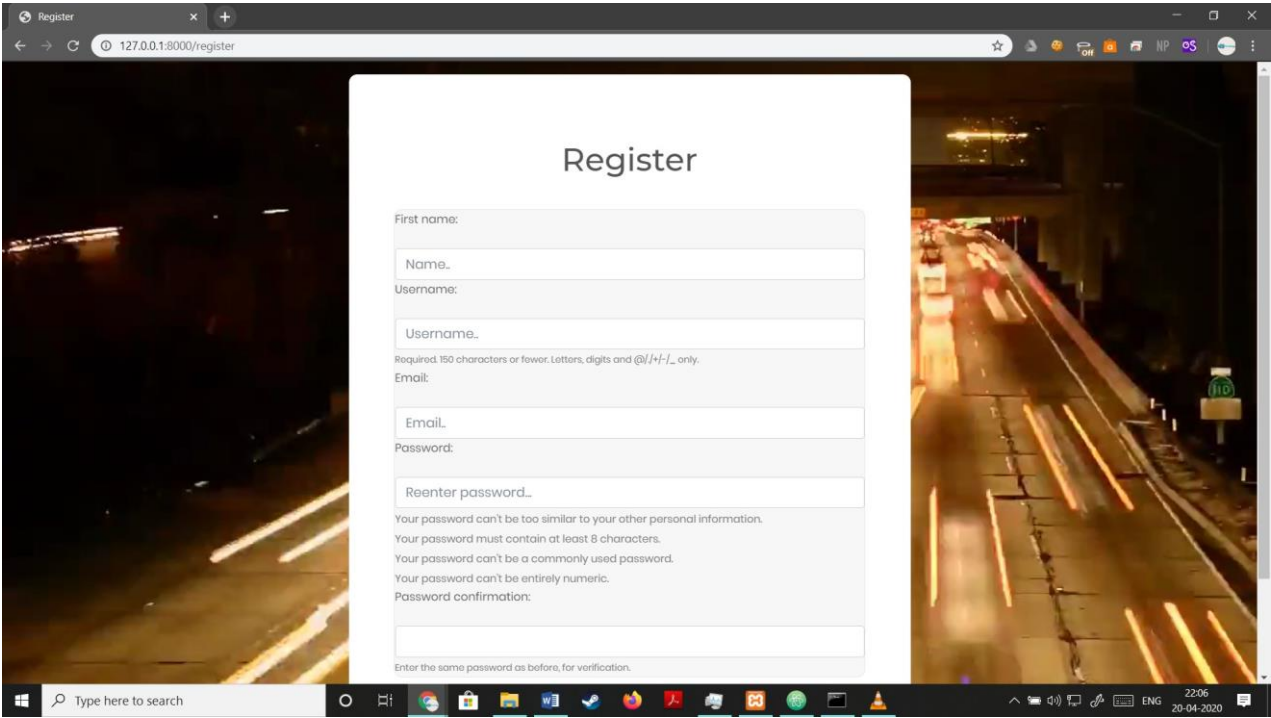 Register
127.0.0.1:8000/register
Off
NP
OS
Register
First name:
Name..
Username:
Username..
Required. 150 characters or fewer. Letters, digits and @/./+/-/_ only.
Email:
Email..
Password:
Reenter password...
Your password can't be too similar to your other personal information.
Your password must contain at least 8 characters.
Your password can't be a commonly used password.
Your password can't be entirely numeric.
Password confirmation:
Enter the same password as before, for verification.
110
Type here to search
ENG
22:06
20-04-2020